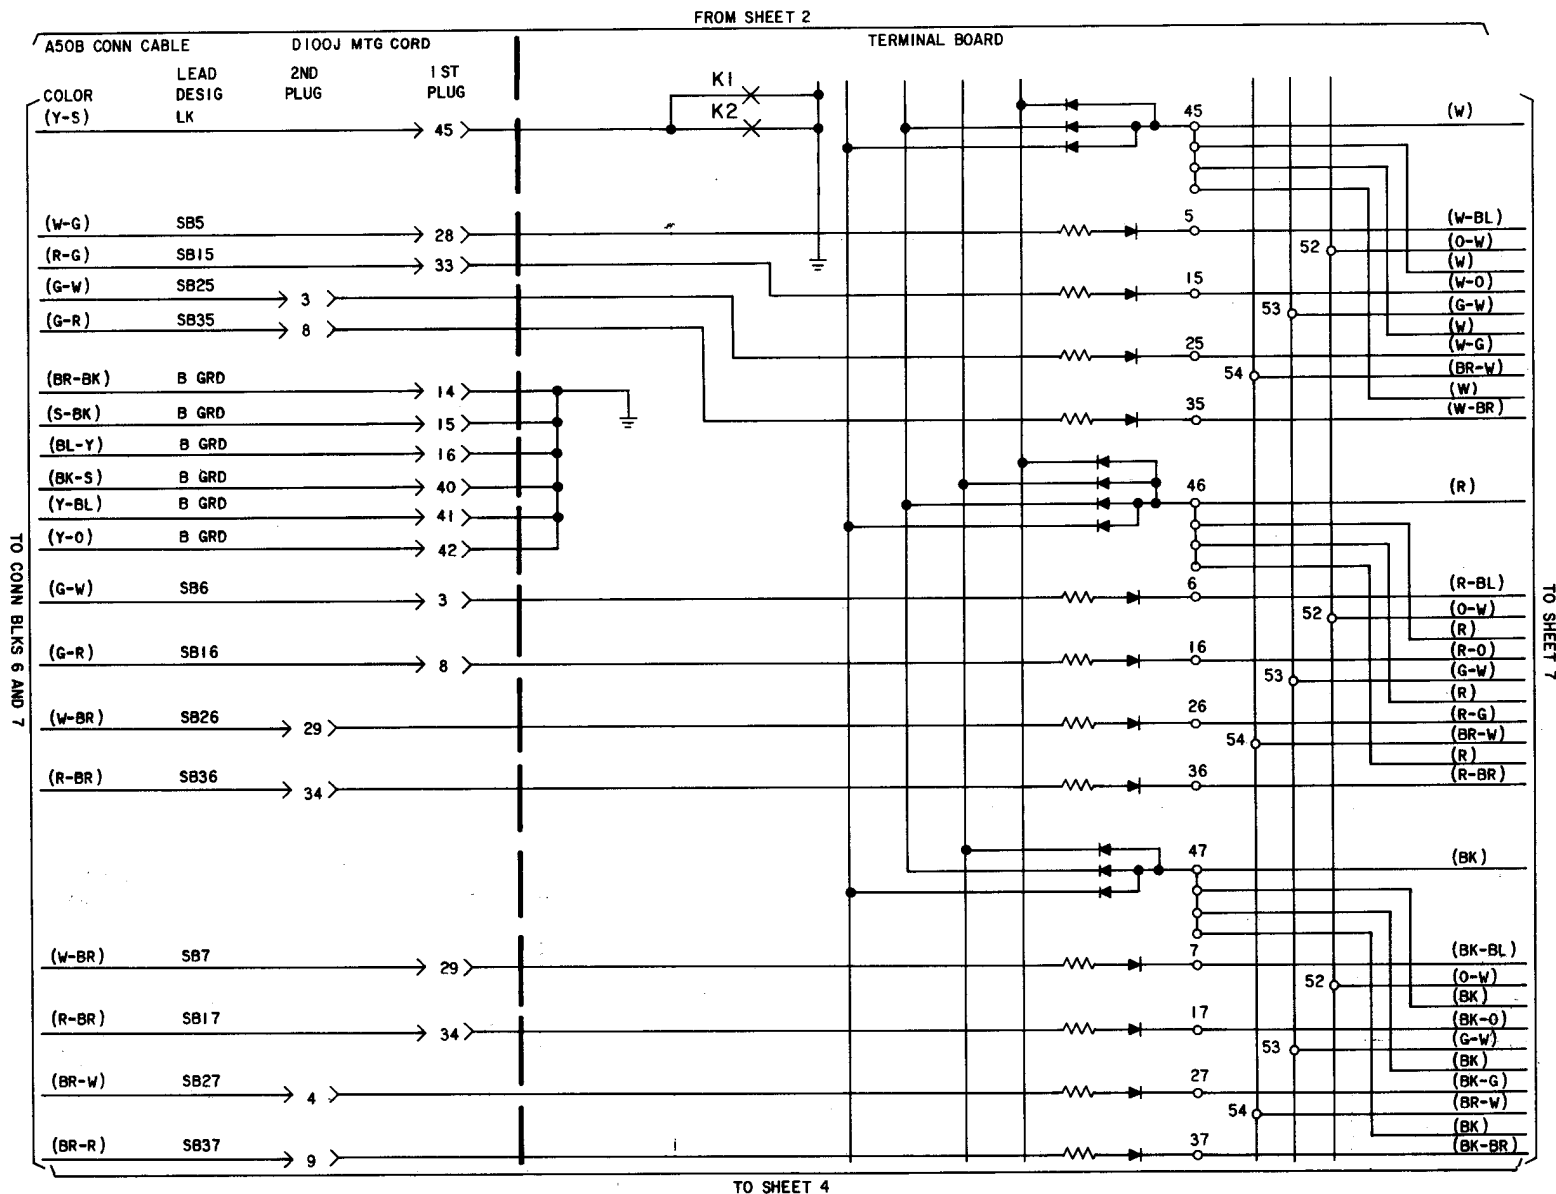 FROM SHEET 2
A50B CONN CABLE D100J MTG CORD TERMINAL BOARD
COLOR LEAD DESIG 2ND PLUG 1ST PLUG
K1
(Y-S) LK 45 K2 45 (W)
(W-G) SB5 28 5 (W-BL)
52 (O-W)
(R-G) SB15 33 (W)
(G-W) SB25 3 15 (W-O)
53 (G-W)
(G-R) SB35 8 (W)
25 (W-G)
(BR-BK) B GRD 14 54 (BR-W)
(W)
(S-BK) B GRD 15 35 (W-BR)
(BL-Y) B GRD 16
(BK-S) B GRD 40 46 (R)
(Y-BL) B GRD 41
(Y-O) B GRD 42
(G-W) SB6 3 6 (R-BL)
52 (O-W)
(R)
(G-R) SB16 8 16 (R-O)
53 (G-W)
(R)
(W-BR) SB26 29 26 (R-G)
54 (BR-W)
(R)
(R-BR) SB36 34 36 (R-BR)
47 (BK)
(W-BR) SB7 29 7 (BK-BL)
52 (O-W)
(BK)
(R-BR) SB17 34 17 (BK-O)
53 (G-W)
(BK)
(BR-W) SB27 4 27 (BK-G)
54 (BR-W)
(BK)
(BR-R) SB37 9 37 (BK-BR)
TO CONN BLKS 6 AND 7
TO SHEET 7
TO SHEET 4